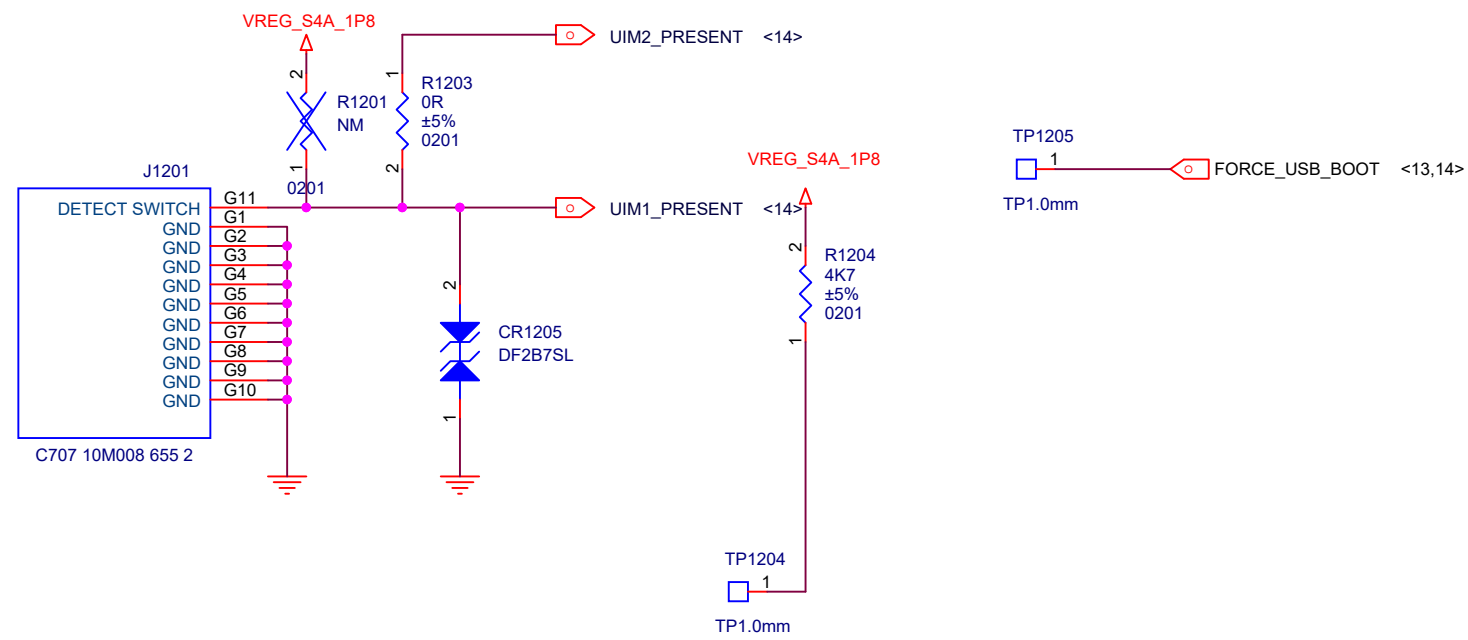 VREG_S4A_1P8
UIM2_PRESENT <14>
2
1
R1201
NM
R1203
0R
±5%
0201
1
0201
2
J1201
DETECT SWITCH G11
UIM1_PRESENT <14>
GND G1
GND G2
GND G3
GND G4
GND G5
GND G6
GND G7
GND G8
GND G9
GND G10
C707 10M008 655 2
2
CR1205
DF2B7SL
1
VREG_S4A_1P8
2
R1204
4K7
±5%
0201
1
TP1204
1
TP1.0mm
TP1205
1
FORCE_USB_BOOT <13,14>
TP1.0mm